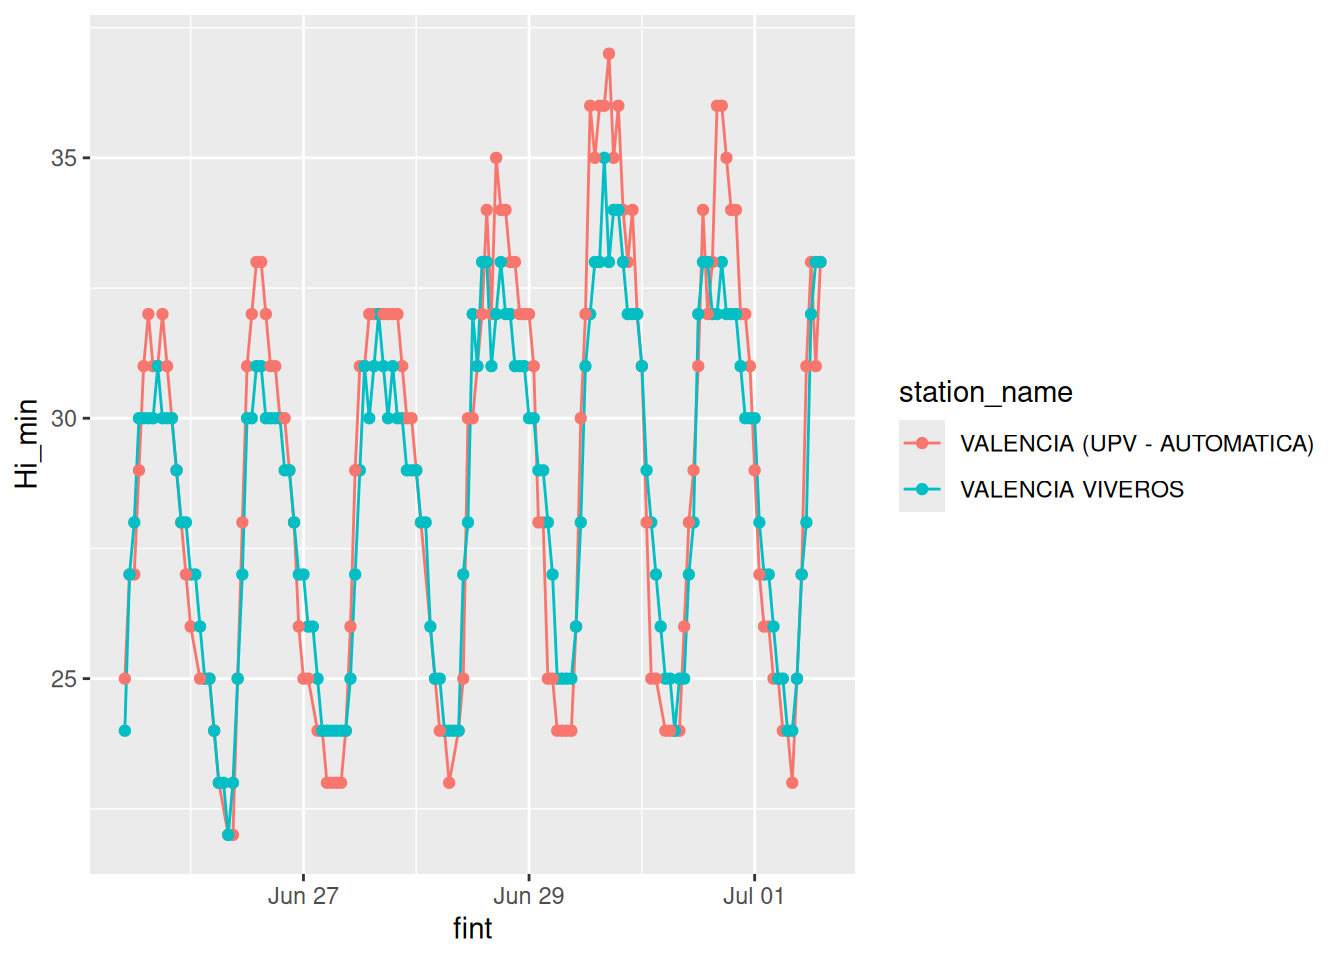 35
30
25
Hi_min
Jun 27
Jun 29
Jul 01
fint
station_name
VALENCIA (UPV - AUTOMATICA)
VALENCIA VIVEROS